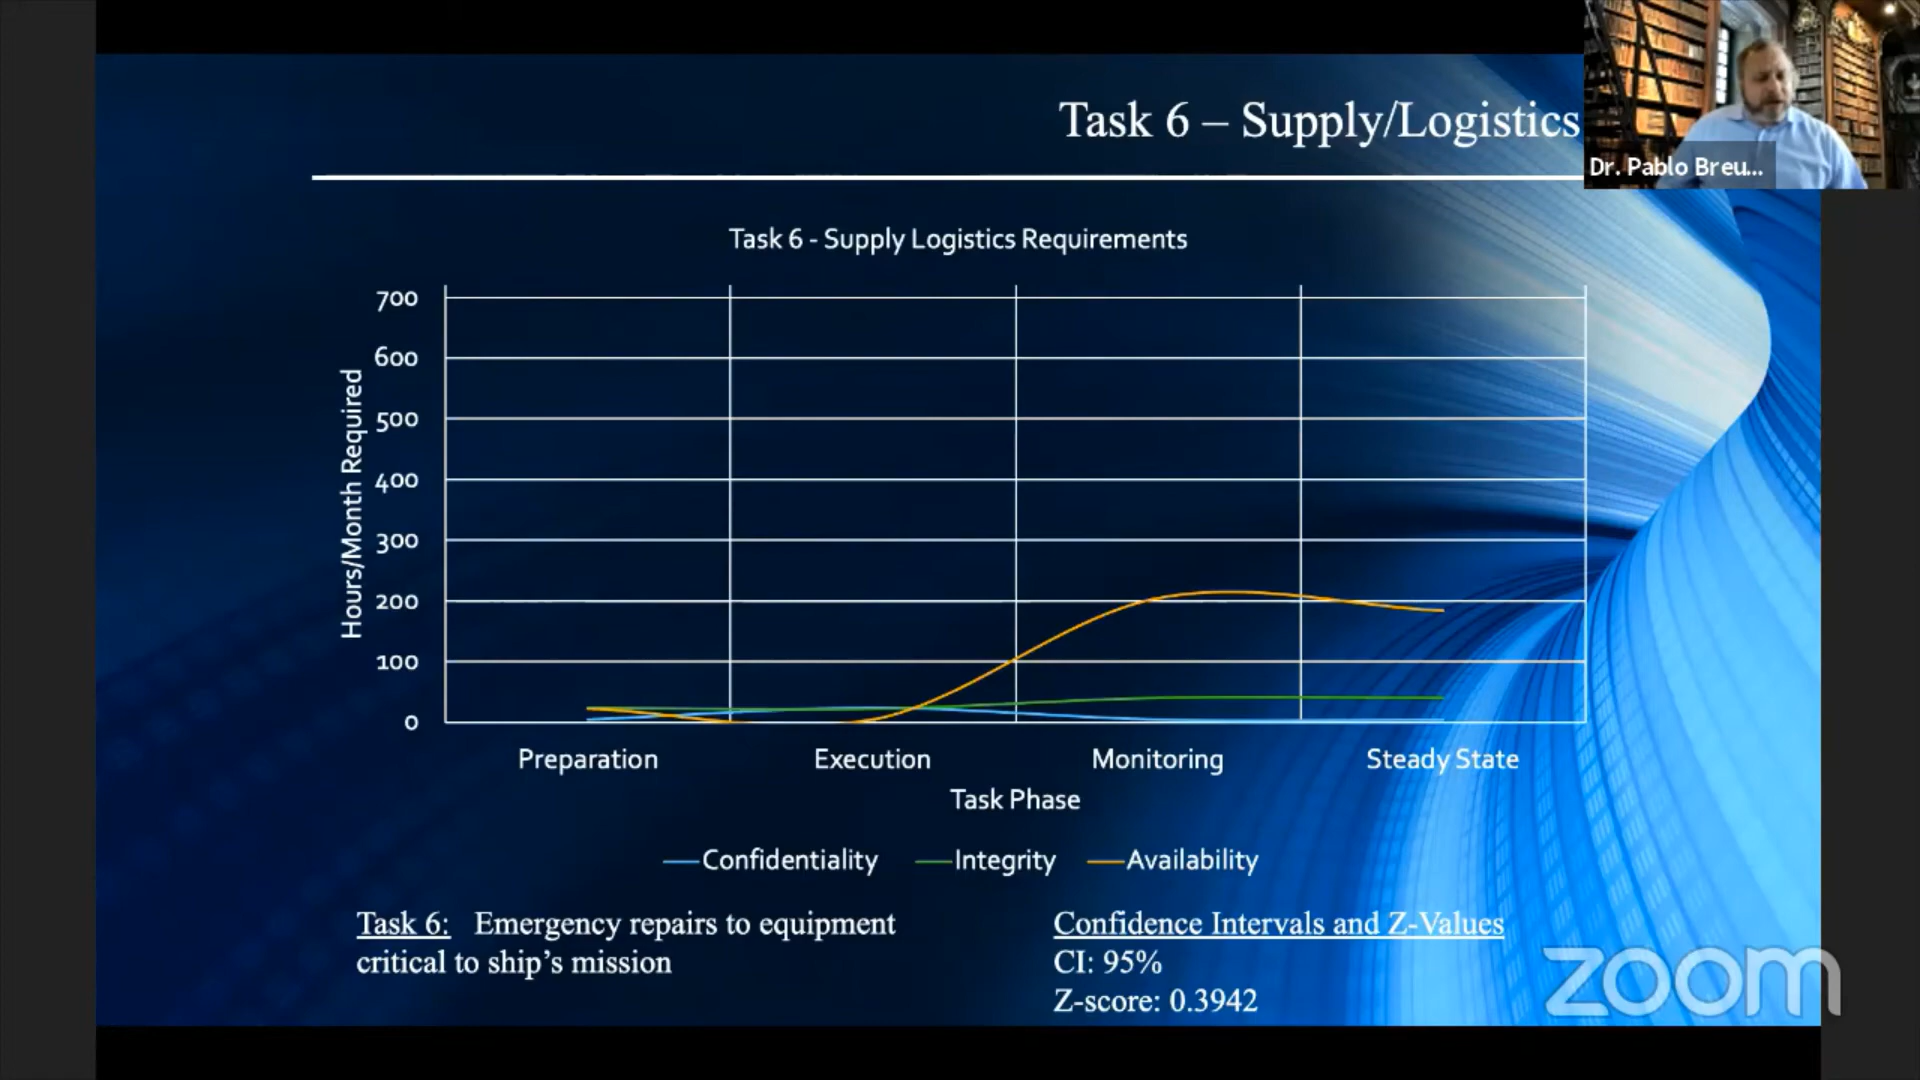 Task 6 – Supply/Logistics
Dr. Pablo Breu...
Task 6 - Supply Logistics Requirements
Hours/Month Required
700
600
500
400
300
200
100
0
Preparation Execution Monitoring Steady State
Task Phase
Confidentiality Integrity Availability
Task 6: Emergency repairs to equipment
critical to ship's mission
Confidence Intervals and Z-Values
CI: 95%
Z-score: 0.3942
zoom